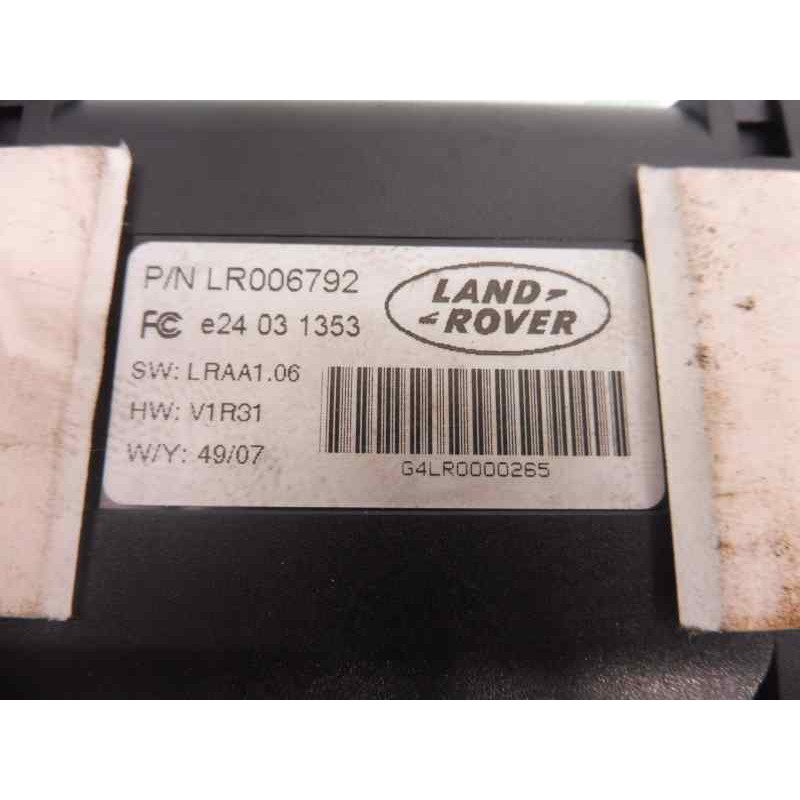 P/N LR006792
LAND
ROVER
FC e24 03 1353
SW: LRAA1.06
HW: V1R31
W/Y: 49/07
G4LR0000265